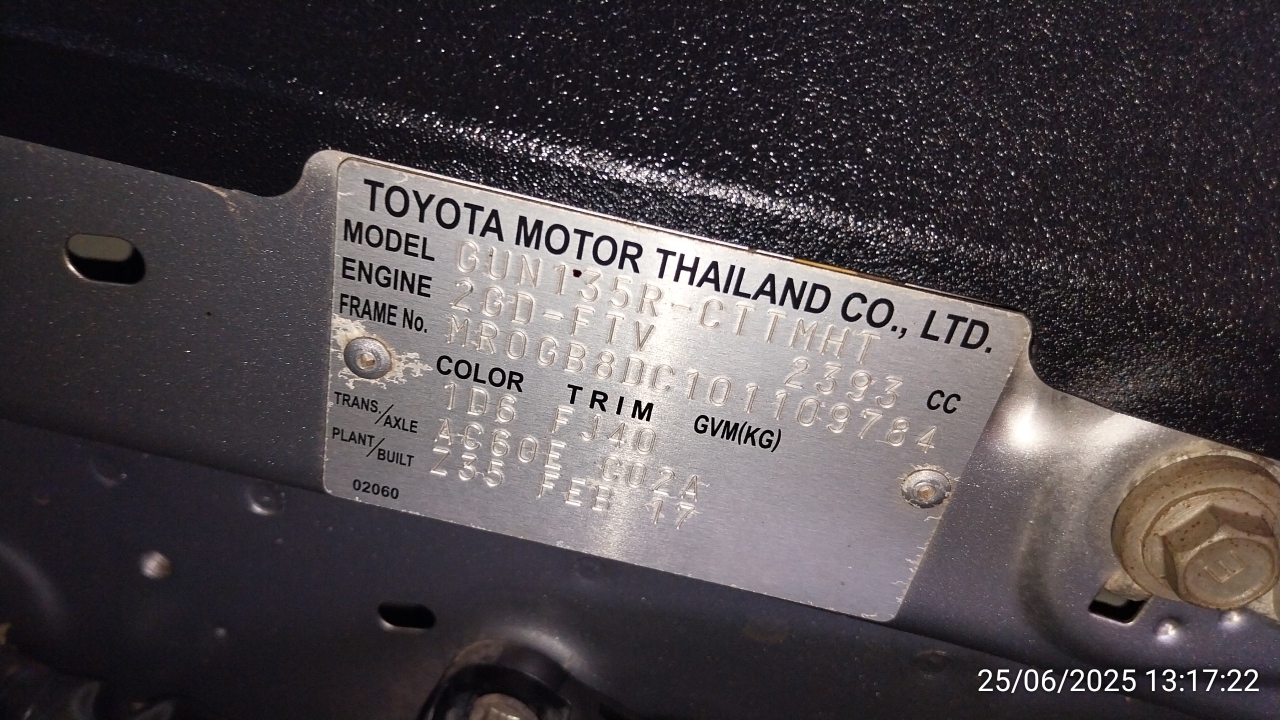 TOYOTA MOTOR THAILAND CO., LTD.
MODEL GUN135R-CTTMHT
ENGINE 2GD-FTV 2393 CC
FRAME No. MR0GB8DC101109784
COLOR TRIM GVM(KG)
1D6 FJ40
TRANS./AXLE AC60E G02A
PLANT/BUILT Z35 FEB 17
02060
25/06/2025 13:17:22